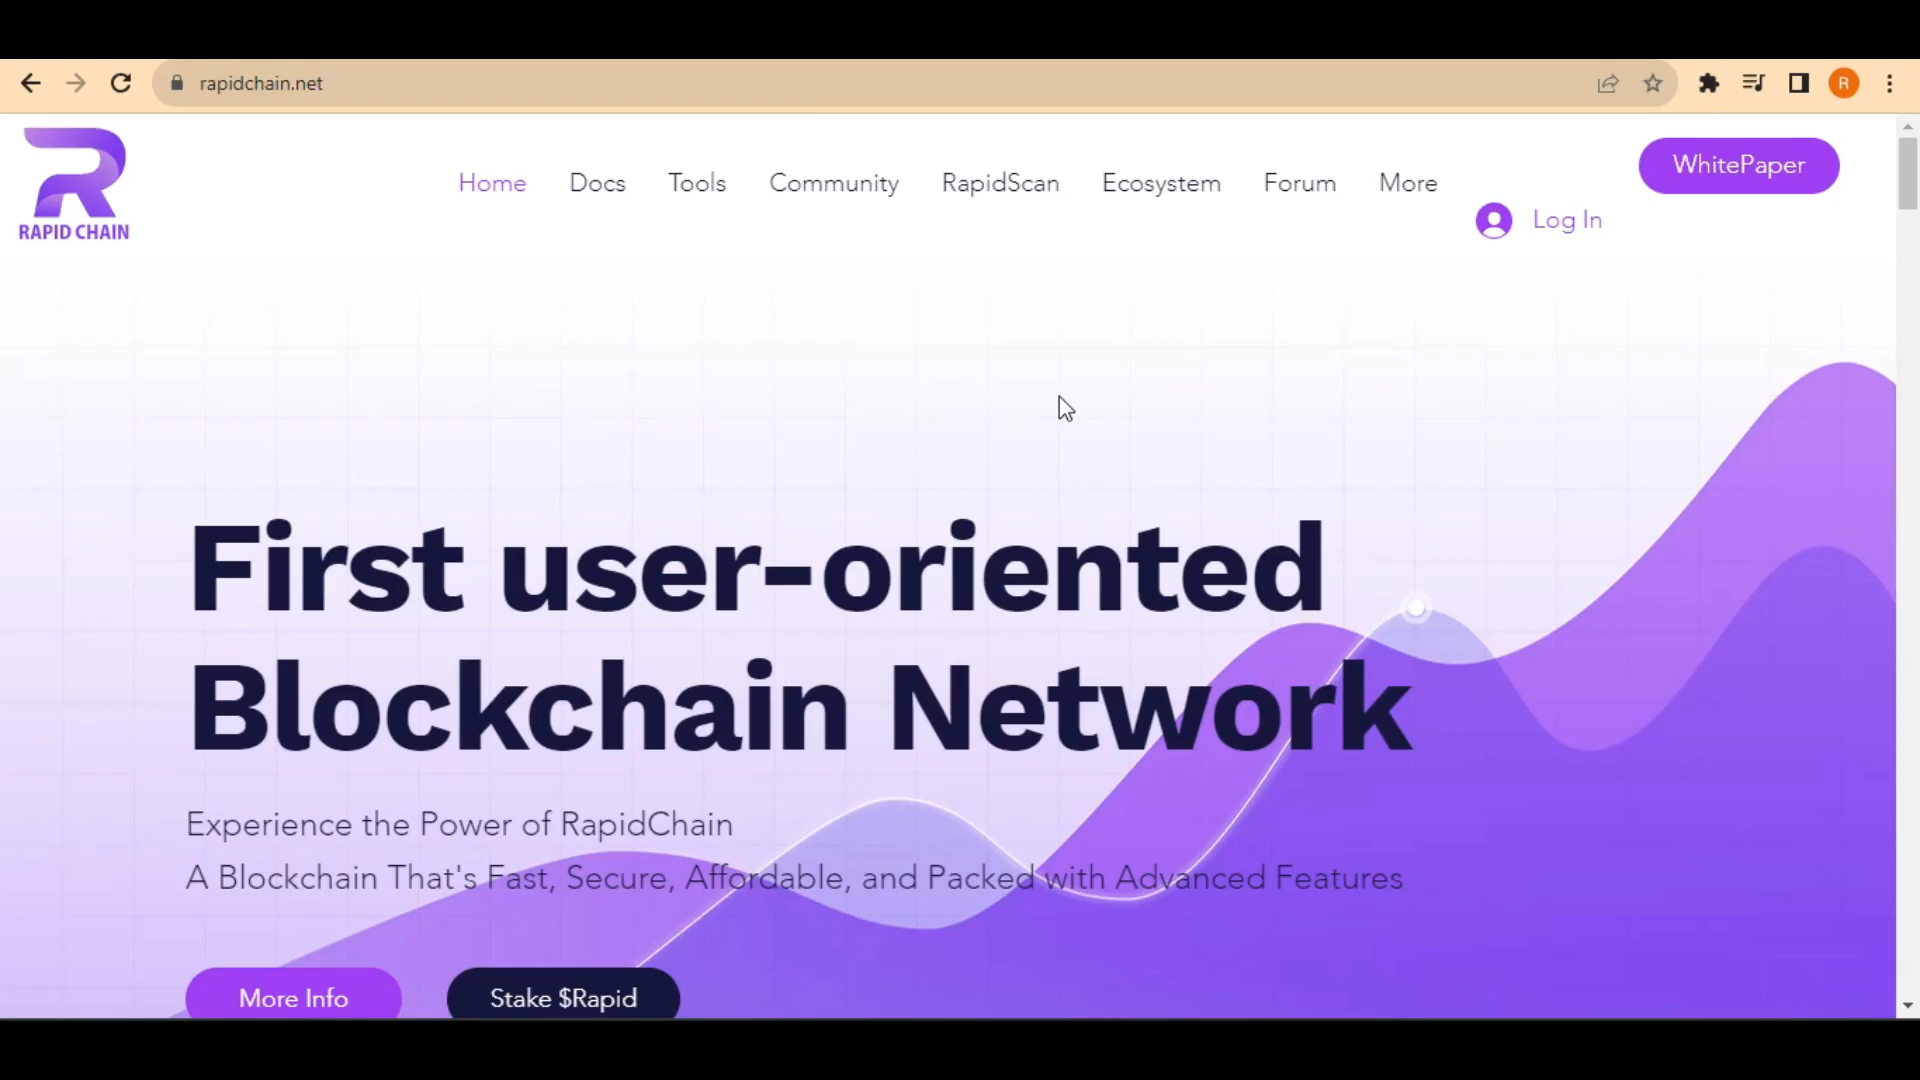 rapidchain.net
R
RAPID CHAIN
Home
Docs
Tools
Community
RapidScan
Ecosystem
Forum
More
Log In
WhitePaper
First user-oriented
Blockchain Network
Experience the Power of RapidChain
A Blockchain That's Fast, Secure, Affordable, and Packed with Advanced Features
More Info
Stake $Rapid